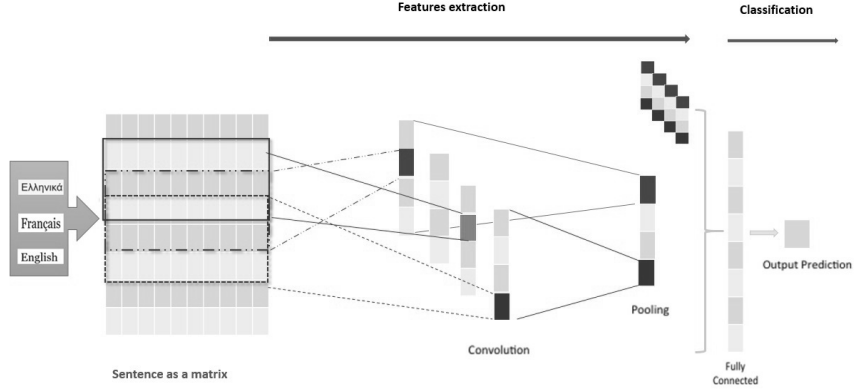 Features extraction
Classification
Ελληνικά
Français
English
Output Prediction
Pooling
Convolution
Sentence as a matrix
Fully
Connected